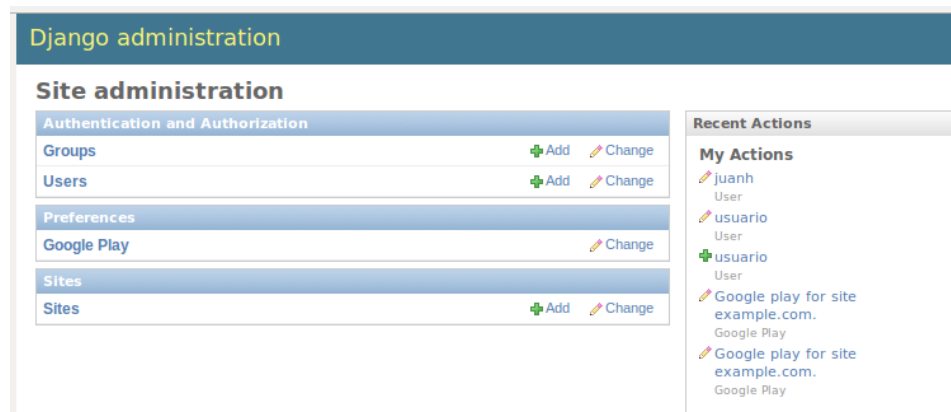 Django administration
Site administration
Authentication and Authorization
Groups Add Change
Users Add Change
Preferences
Google Play Change
Sites
Sites Add Change
Recent Actions
My Actions
juanh
User
usuario
User
usuario
User
Google play for site
example.com.
Google Play
Google play for site
example.com.
Google Play